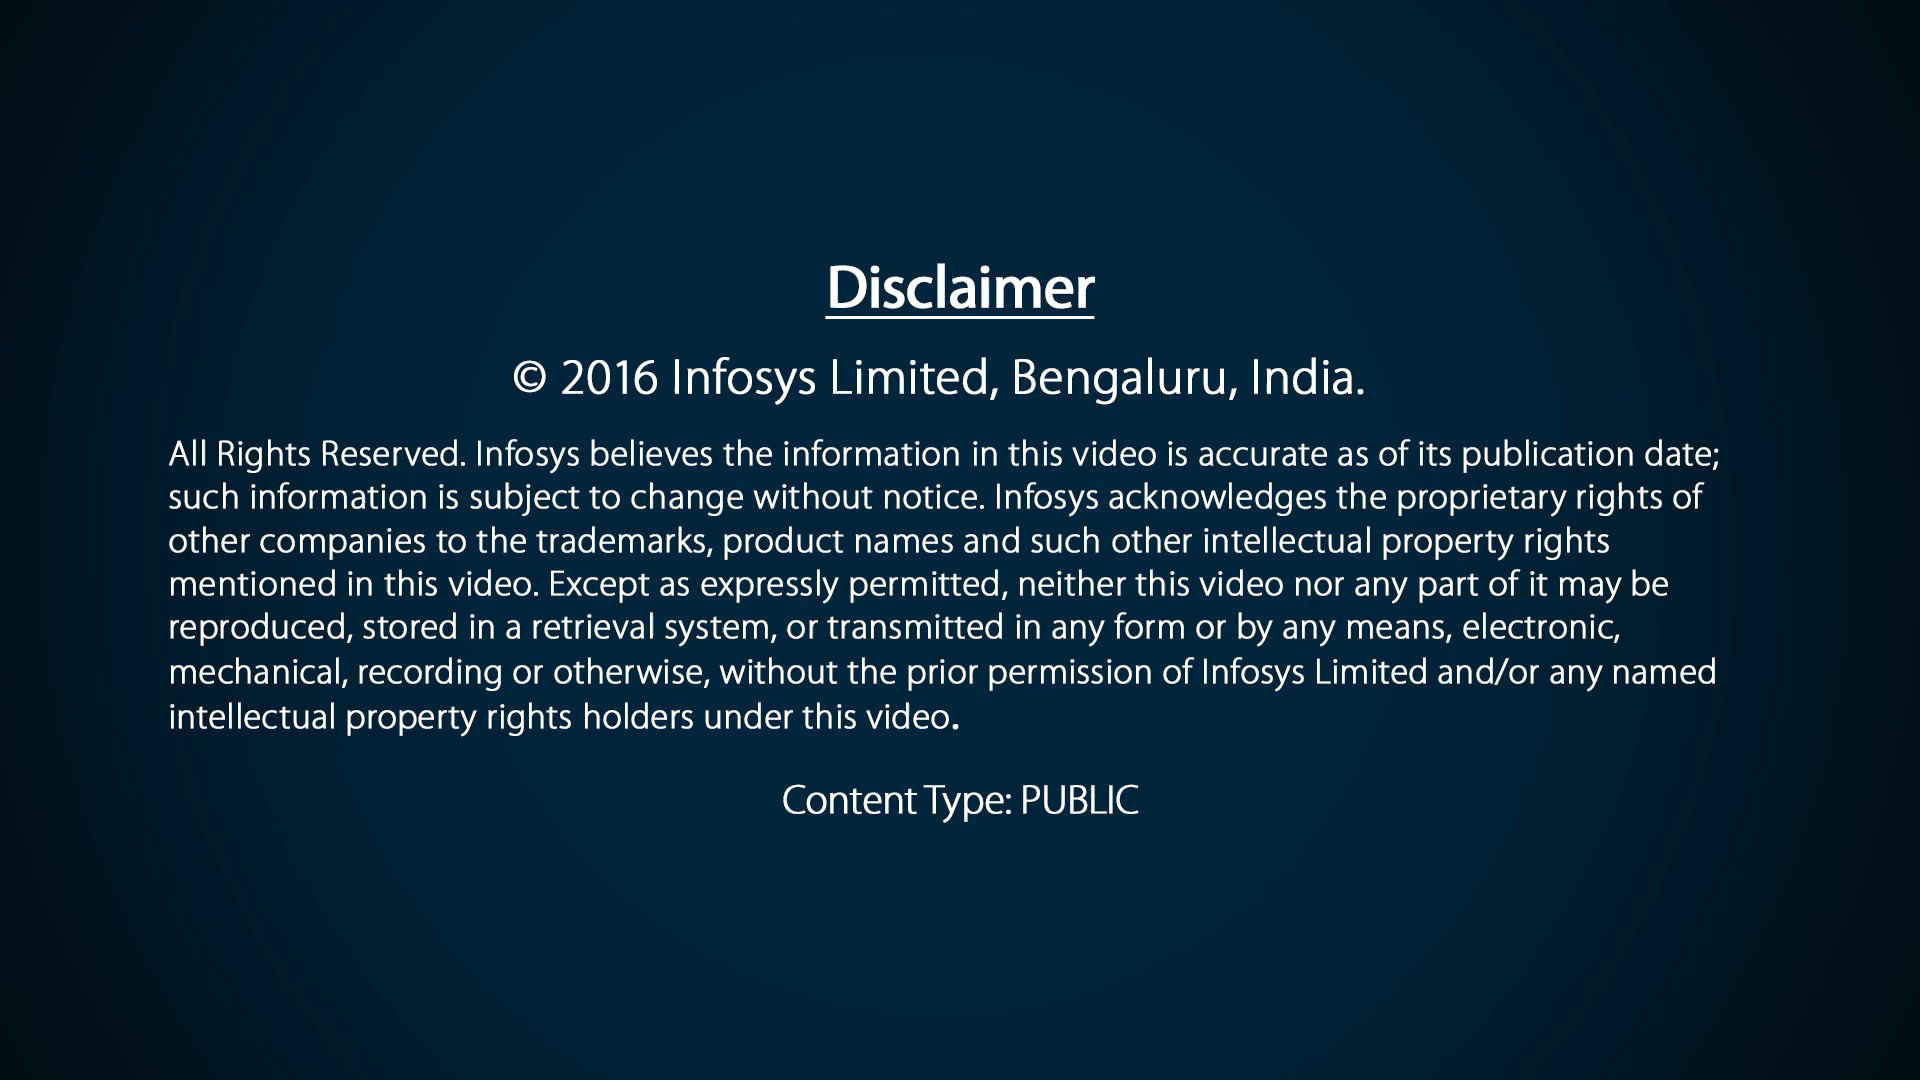 Disclaimer
© 2016 Infosys Limited, Bengaluru, India.
All Rights Reserved. Infosys believes the information in this video is accurate as of its publication date;
such information is subject to change without notice. Infosys acknowledges the proprietary rights of
other companies to the trademarks, product names and such other intellectual property rights
mentioned in this video. Except as expressly permitted, neither this video nor any part of it may be
reproduced, stored in a retrieval system, or transmitted in any form or by any means, electronic,
mechanical, recording or otherwise, without the prior permission of Infosys Limited and/or any named
intellectual property rights holders under this video.
Content Type: PUBLIC